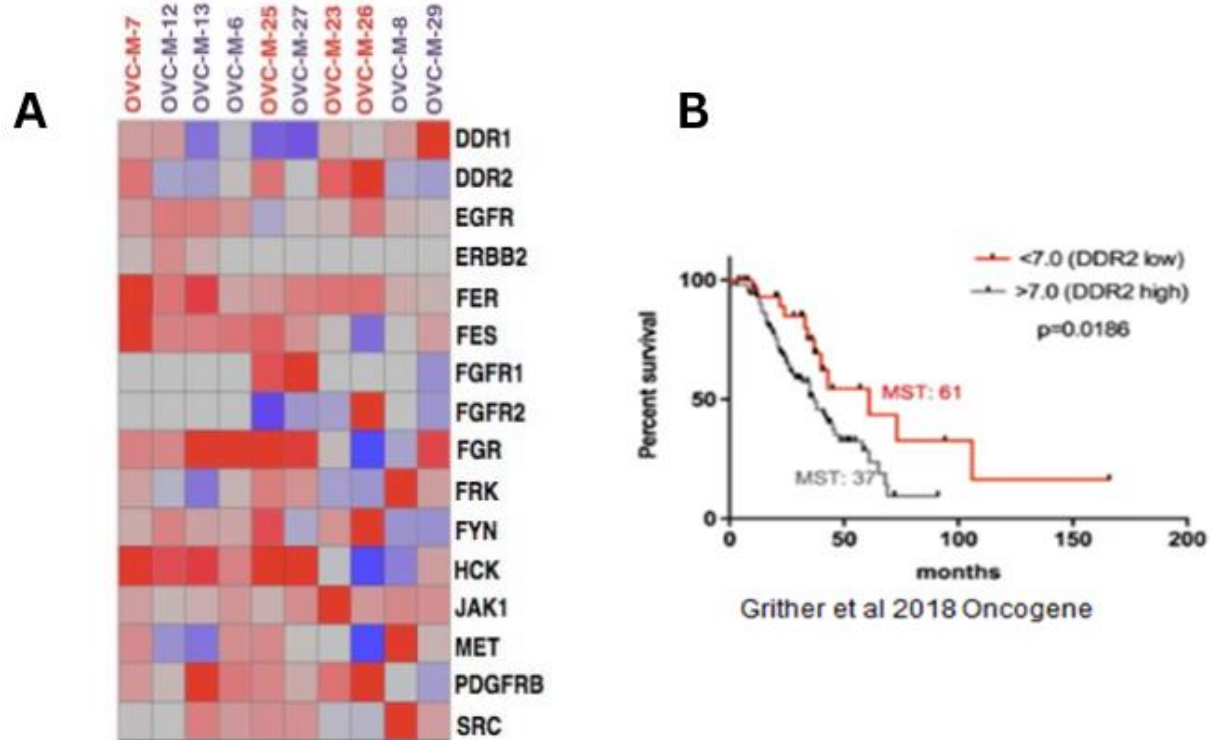 A
OVC-M-7
OVC-M-12
OVC-M-13
OVC-M-6
OVC-M-25
OVC-M-27
OVC-M-23
OVC-M-26
OVC-M-8
OVC-M-29
DDR1
DDR2
EGFR
ERBB2
FER
FES
FGFR1
FGFR2
FGR
FRK
FYN
HCK
JAK1
MET
PDGFRB
SRC
B
<7.0 (DDR2 low)
>7.0 (DDR2 high)
p=0.0186
Percent survival
100
50
0
MST: 61
MST: 37
0 50 100 150 200
months
Grither et al 2018 Oncogene